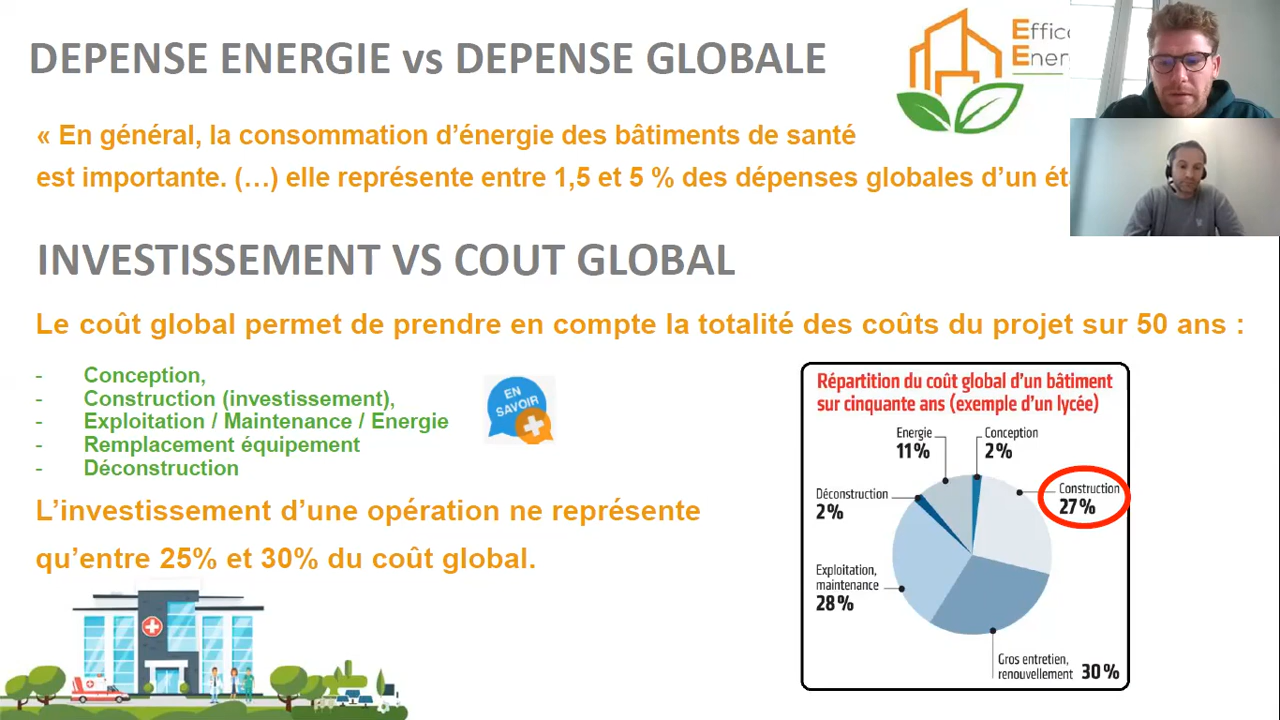 DEPENSE ENERGIE vs DEPENSE GLOBALE
« En général, la consommation d'énergie des bâtiments de santé
est importante. (…) elle représente entre 1,5 et 5 % des dépenses globales d'un
INVESTISSEMENT VS COUT GLOBAL
Le coût global permet de prendre en compte la totalité des coûts du projet sur 50 ans :
- Conception,
- Construction (investissement),
- Exploitation / Maintenance / Energie
- Remplacement équipement
- Déconstruction
EN
SAVOIR
+
L'investissement d'une opération ne représente
qu'entre 25% et 30% du coût global.
Répartition du coût global d'un bâtiment
sur cinquante ans (exemple d'un lycée)
Energie
11%
Conception
2%
Construction
27%
Déconstruction
2%
Exploitation,
maintenance
28%
Gros entretien,
renouvellement 30%